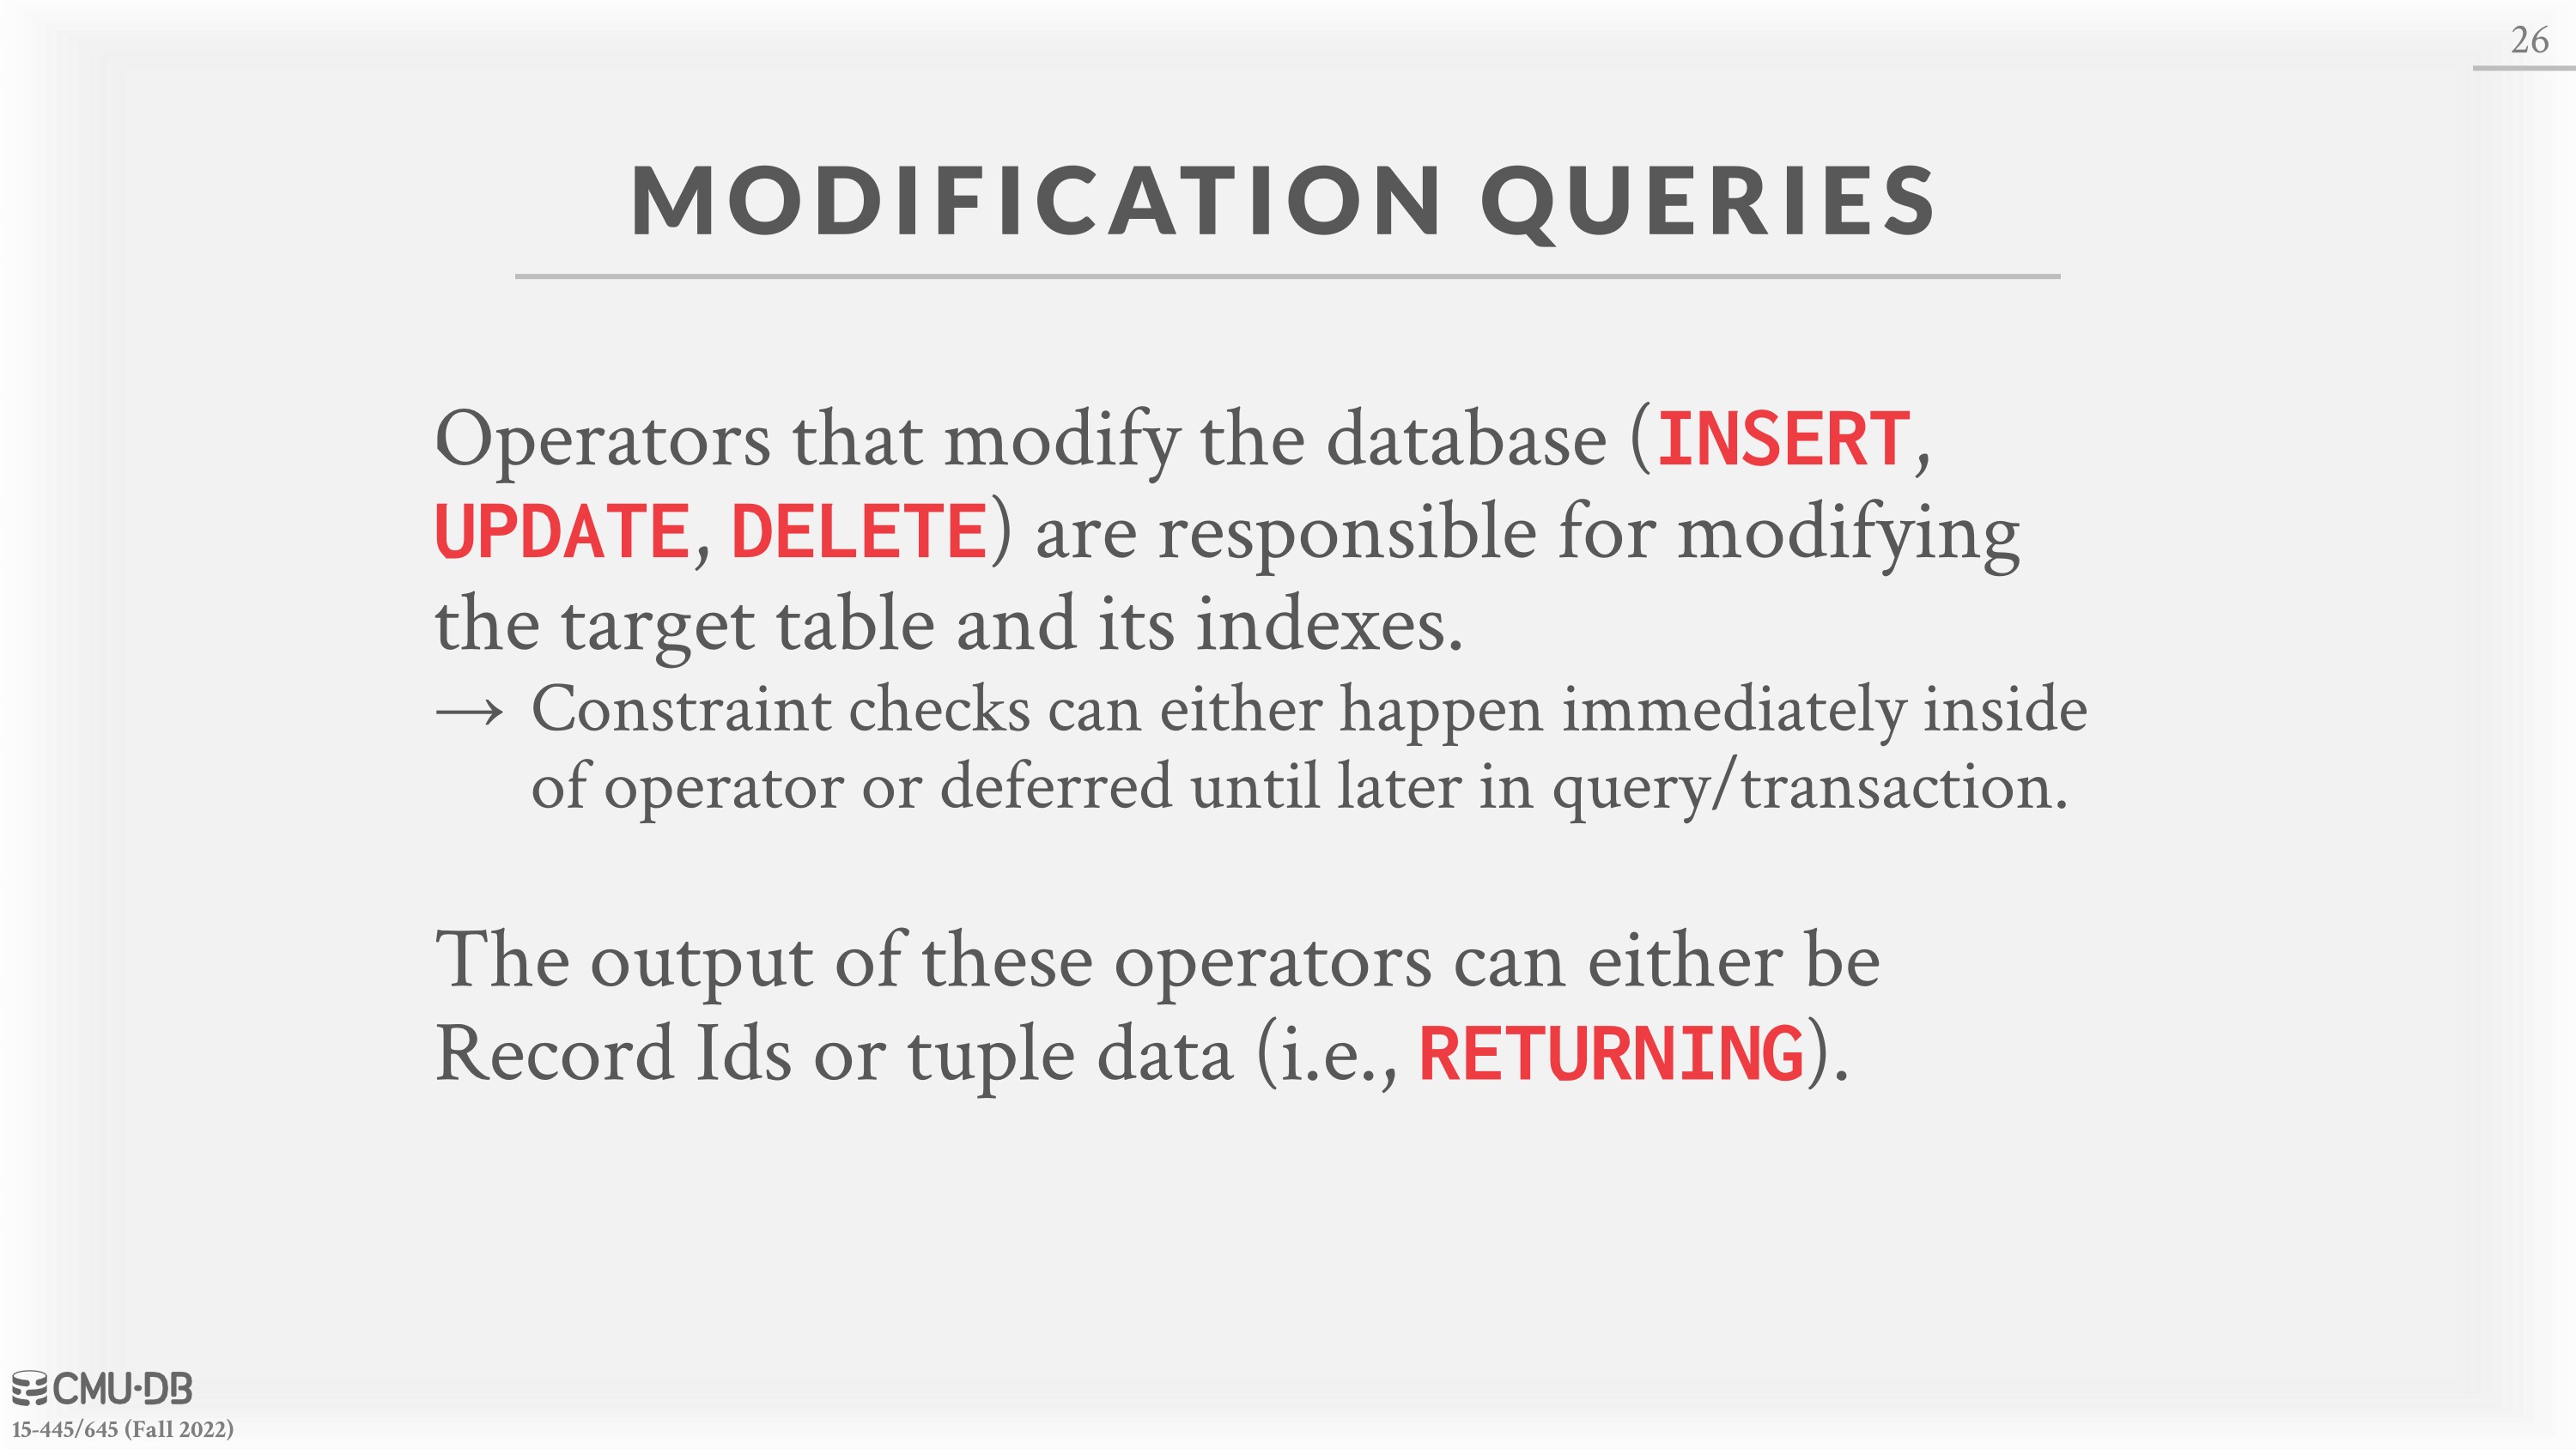 26
MODIFICATION QUERIES
Operators that modify the database (INSERT,
UPDATE, DELETE) are responsible for modifying
the target table and its indexes.
→ Constraint checks can either happen immediately inside
of operator or deferred until later in query/transaction.
The output of these operators can either be
Record Ids or tuple data (i.e., RETURNING).
CMU·DB
15-445/645 (Fall 2022)